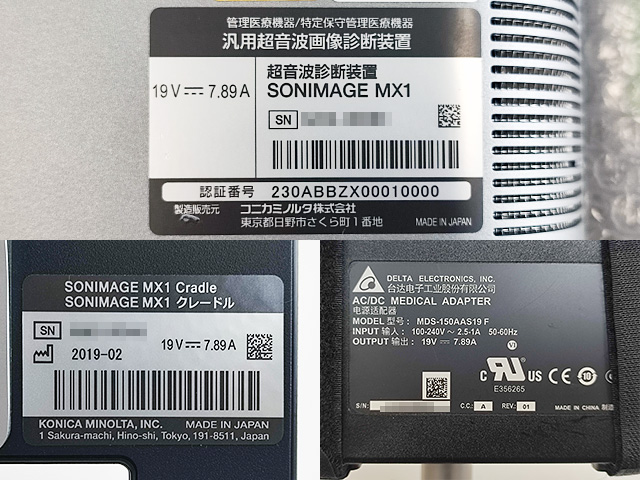 管理医療機器/特定保守管理医療機器
汎用超音波画像診断装置
19V⎓7.89A
超音波診断装置
SONIMAGE MX1
SN
認証番号 230ABBZX00010000
製造販売元 コニカミノルタ株式会社
東京都日野市さくら町1番地 MADE IN JAPAN
SONIMAGE MX1 Cradle
SONIMAGE MX1 クレードル
SN
2019-02
19V⎓7.89A
KONICA MINOLTA, INC. MADE IN JAPAN
1 Sakura-machi, Hino-shi, Tokyo, 191-8511, Japan
DELTA ELECTRONICS, INC.
台达电子工业股份有限公司
AC/DC MEDICAL ADAPTER
电源适配器
MODEL 型号: MDS-150AAS19 F
INPUT 输入: 100-240V ~ 2.5-1A 50-60Hz
OUTPUT 输出: 19V ⎓ 7.89A
VI
c RU US CE 10
E356265
S/N: C.C.: A REV.: 01 MADE IN CHINA 制造